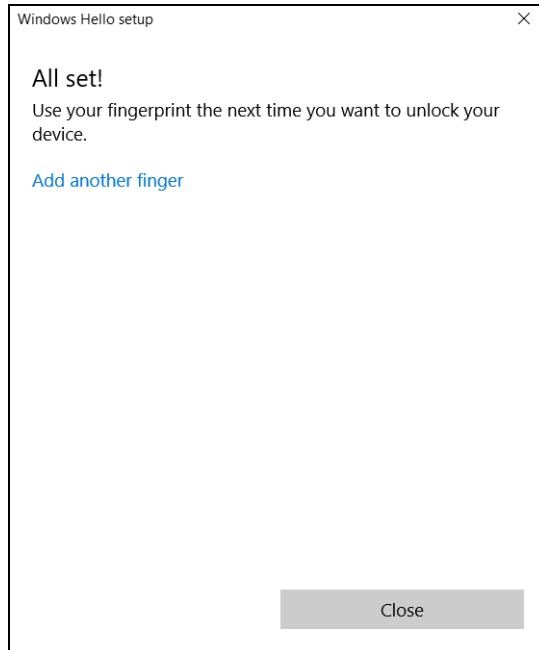 Windows Hello setup
All set!
Use your fingerprint the next time you want to unlock your
device.
Add another finger
Close